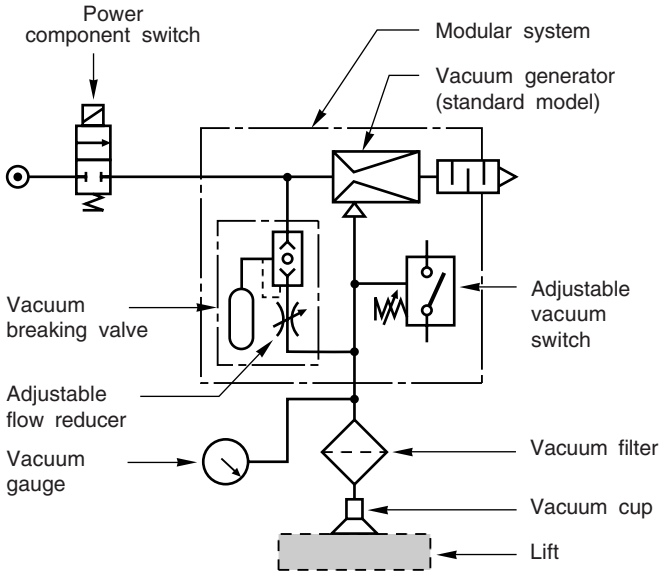 Power
component switch
Modular system
Vacuum generator
(standard model)
Vacuum
breaking valve
Adjustable
vacuum
switch
Adjustable
flow reducer
Vacuum
gauge
Vacuum filter
Vacuum cup
Lift